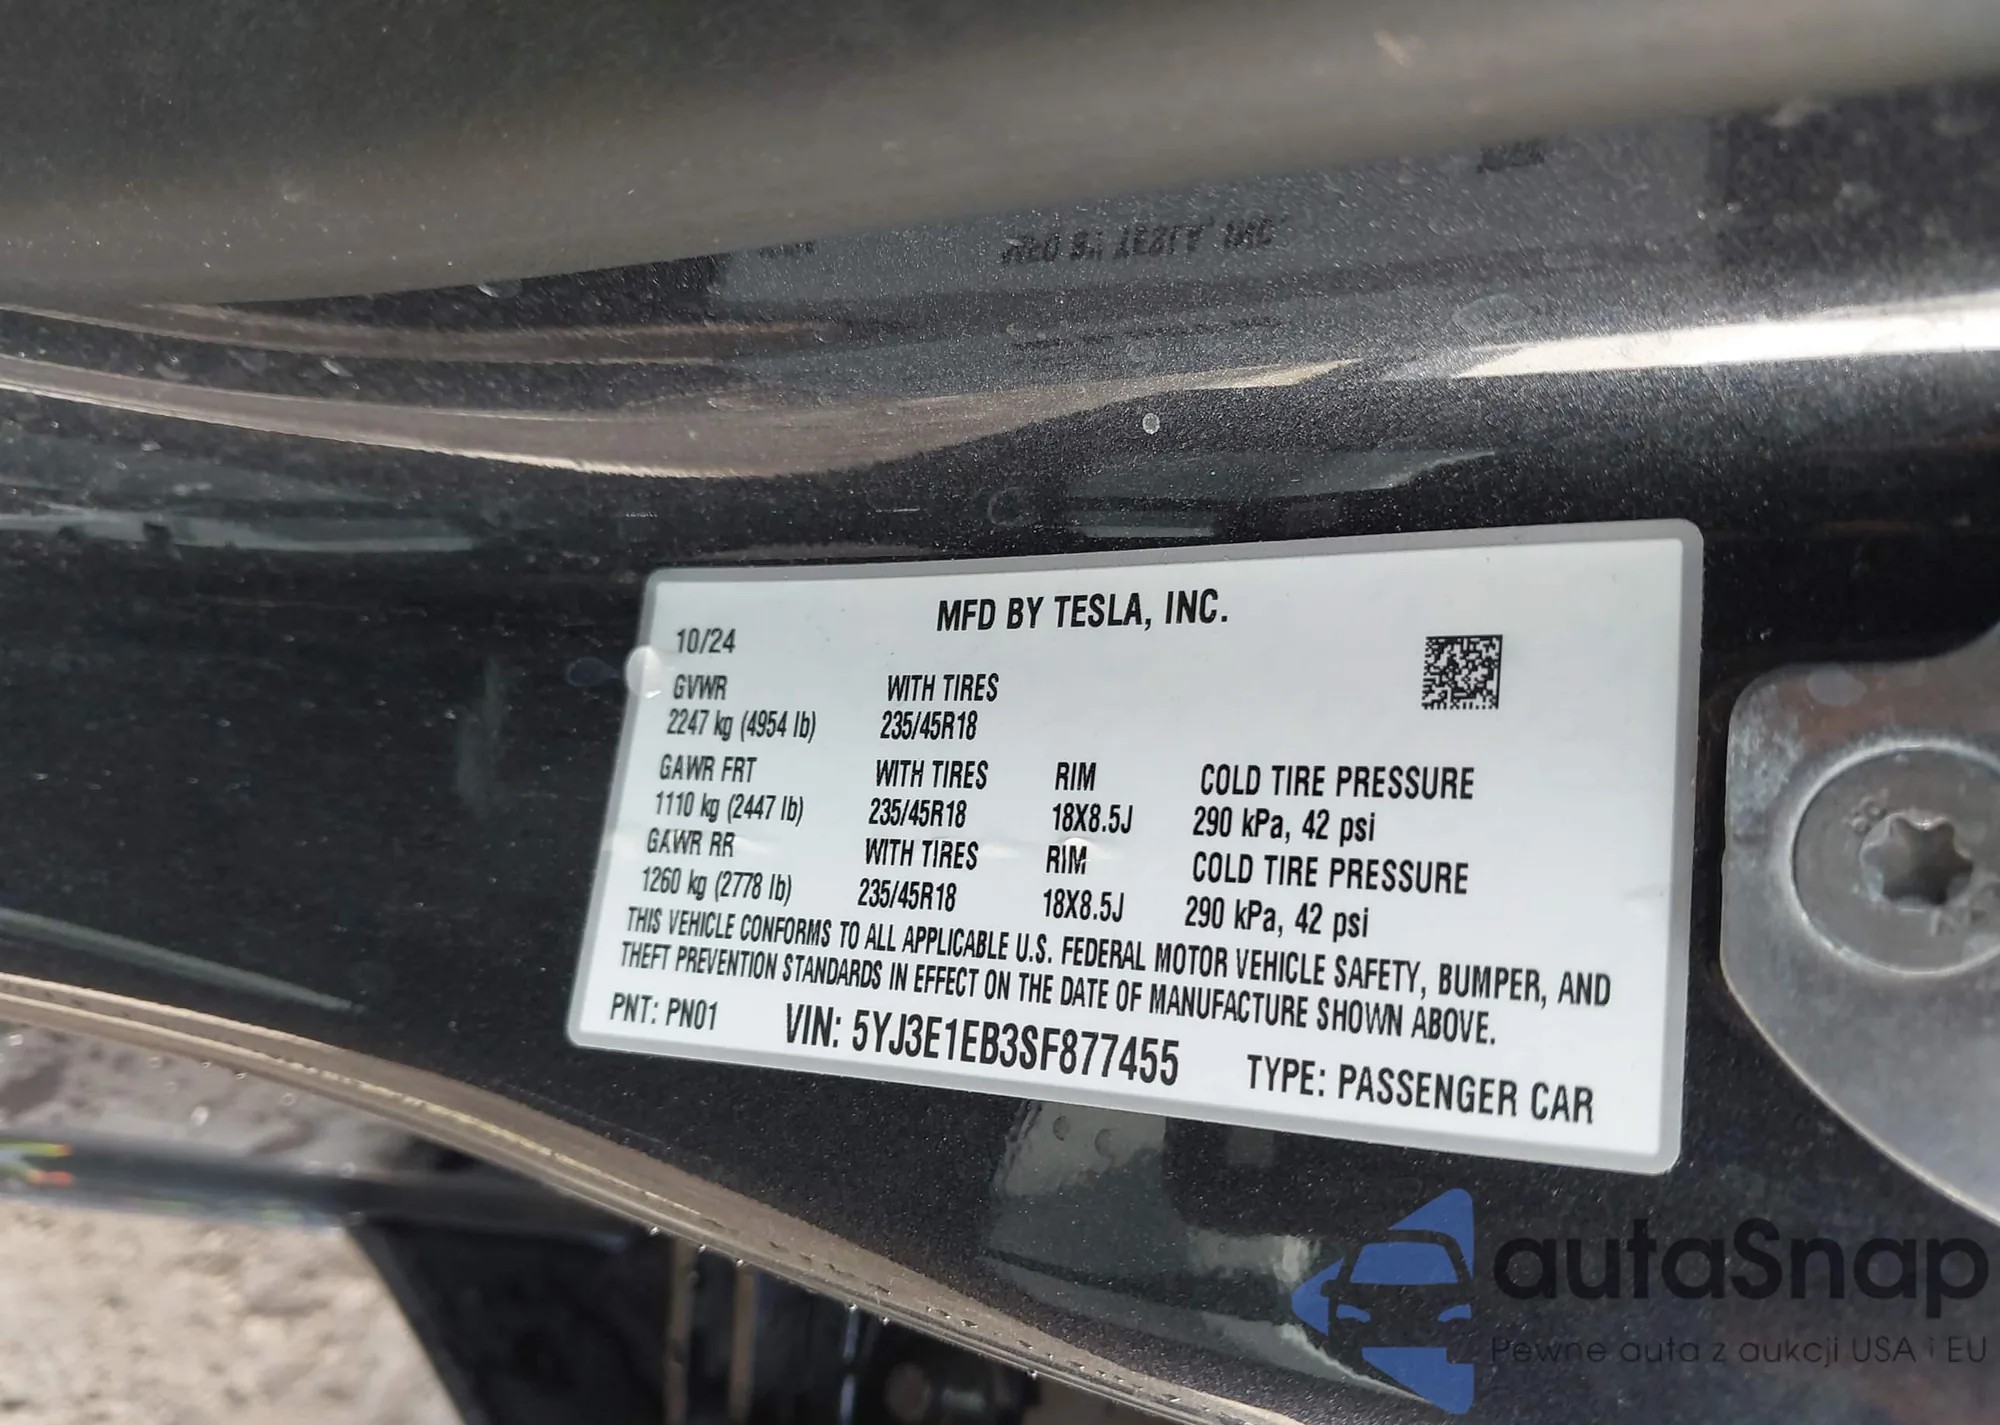 MFD BY TESLA, INC.
10/24
GVWR WITH TIRES
2247 kg (4954 lb) 235/45R18
GAWR FRT WITH TIRES RIM COLD TIRE PRESSURE
1110 kg (2447 lb) 235/45R18 18X8.5J 290 kPa, 42 psi
GAWR RR WITH TIRES RIM COLD TIRE PRESSURE
1260 kg (2778 lb) 235/45R18 18X8.5J 290 kPa, 42 psi
THIS VEHICLE CONFORMS TO ALL APPLICABLE U.S. FEDERAL MOTOR VEHICLE SAFETY, BUMPER, AND
THEFT PREVENTION STANDARDS IN EFFECT ON THE DATE OF MANUFACTURE SHOWN ABOVE.
PNT: PN01 VIN: 5YJ3E1EB3SF877455 TYPE: PASSENGER CAR
autaSnap
Pewne auta z aukcji USA i EU